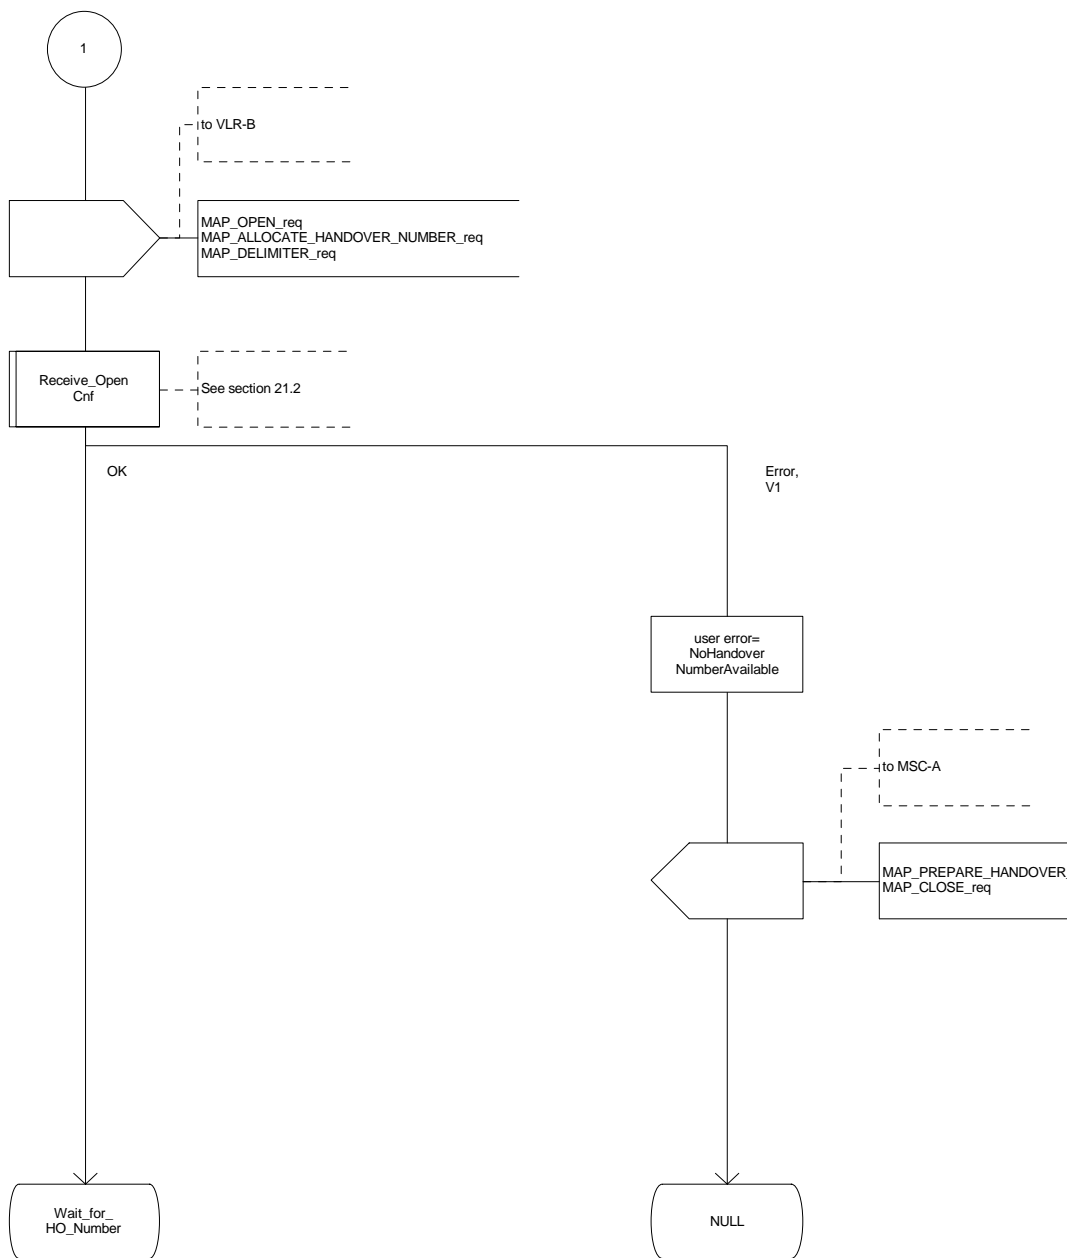 1
to VLR-B
MAP_OPEN_req
MAP_ALLOCATE_HANDOVER_NUMBER_req
MAP_DELIMITER_req
Receive_Open
Cnf
See section 21.2
OK
Error,
V1
user error=
NoHandover
NumberAvailable
to MSC-A
MAP_PREPARE_HANDOVER_
MAP_CLOSE_req
Wait_for_
HO_Number
NULL